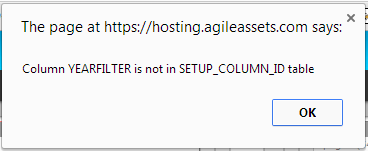 The page at https://hosting.agileassets.com says:
Column YEARFILTER is not in SETUP_COLUMN_ID table
OK